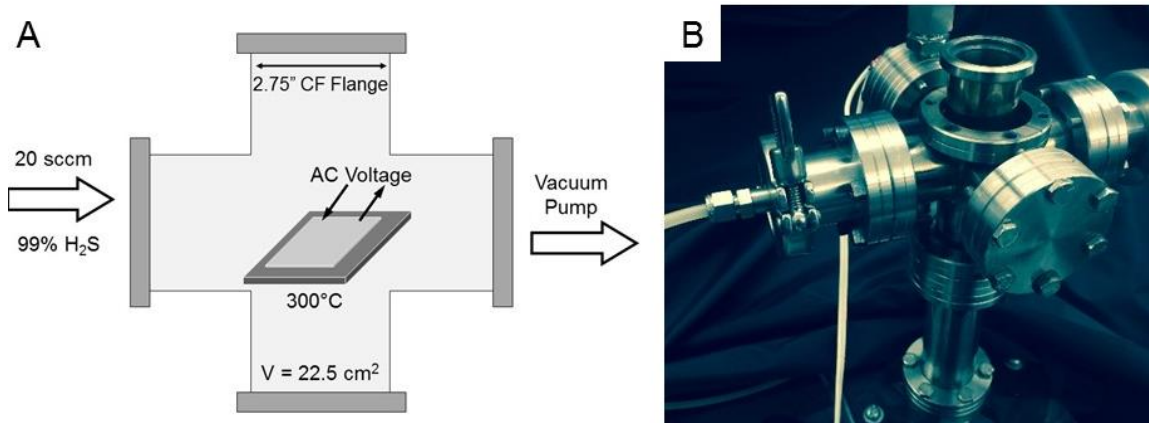 A
2.75” CF Flange
20 sccm
99% H₂S
AC Voltage
300°C
V = 22.5 cm²
Vacuum
Pump
B